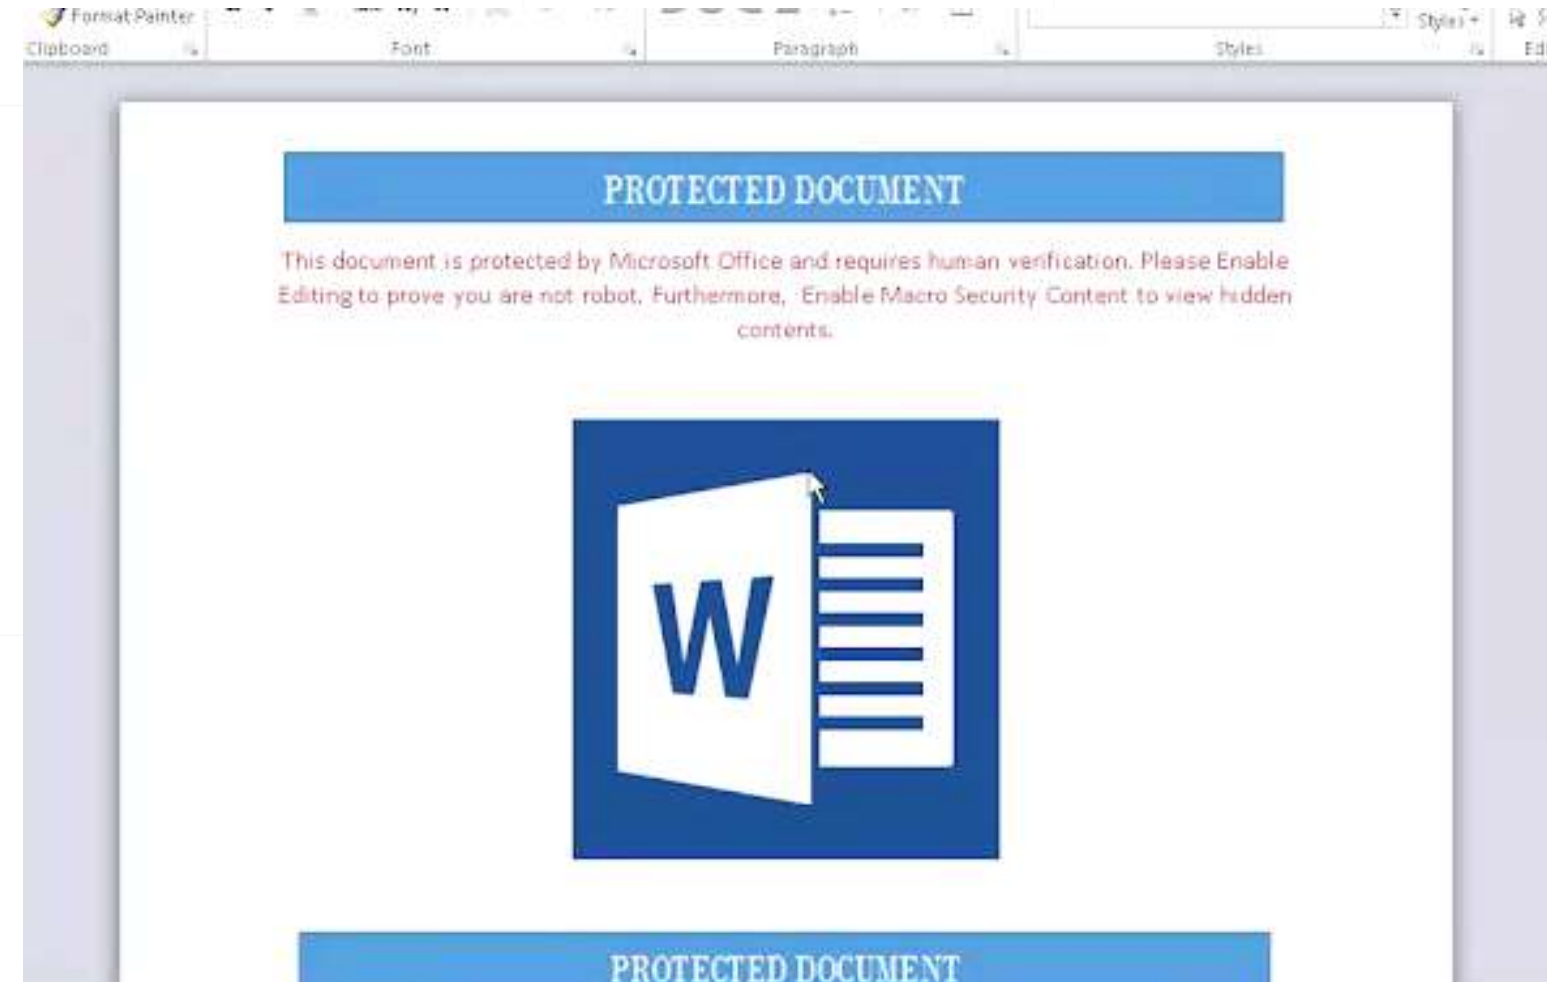 Format Painter
Styles
Clipboard
Font
Paragraph
Styles
PROTECTED DOCUMENT
This document is protected by Microsoft Office and requires human verification. Please Enable
Editing to prove you are not robot. Furthermore, Enable Macro Security Content to view hidden
contents.
W
PROTECTED DOCUMENT